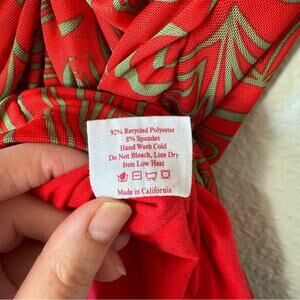 92% Recycled Polyester
8% Spandex
Hand Wash Cold
Do Not Bleach, Line Dry
Iron Low Heat
Made in California